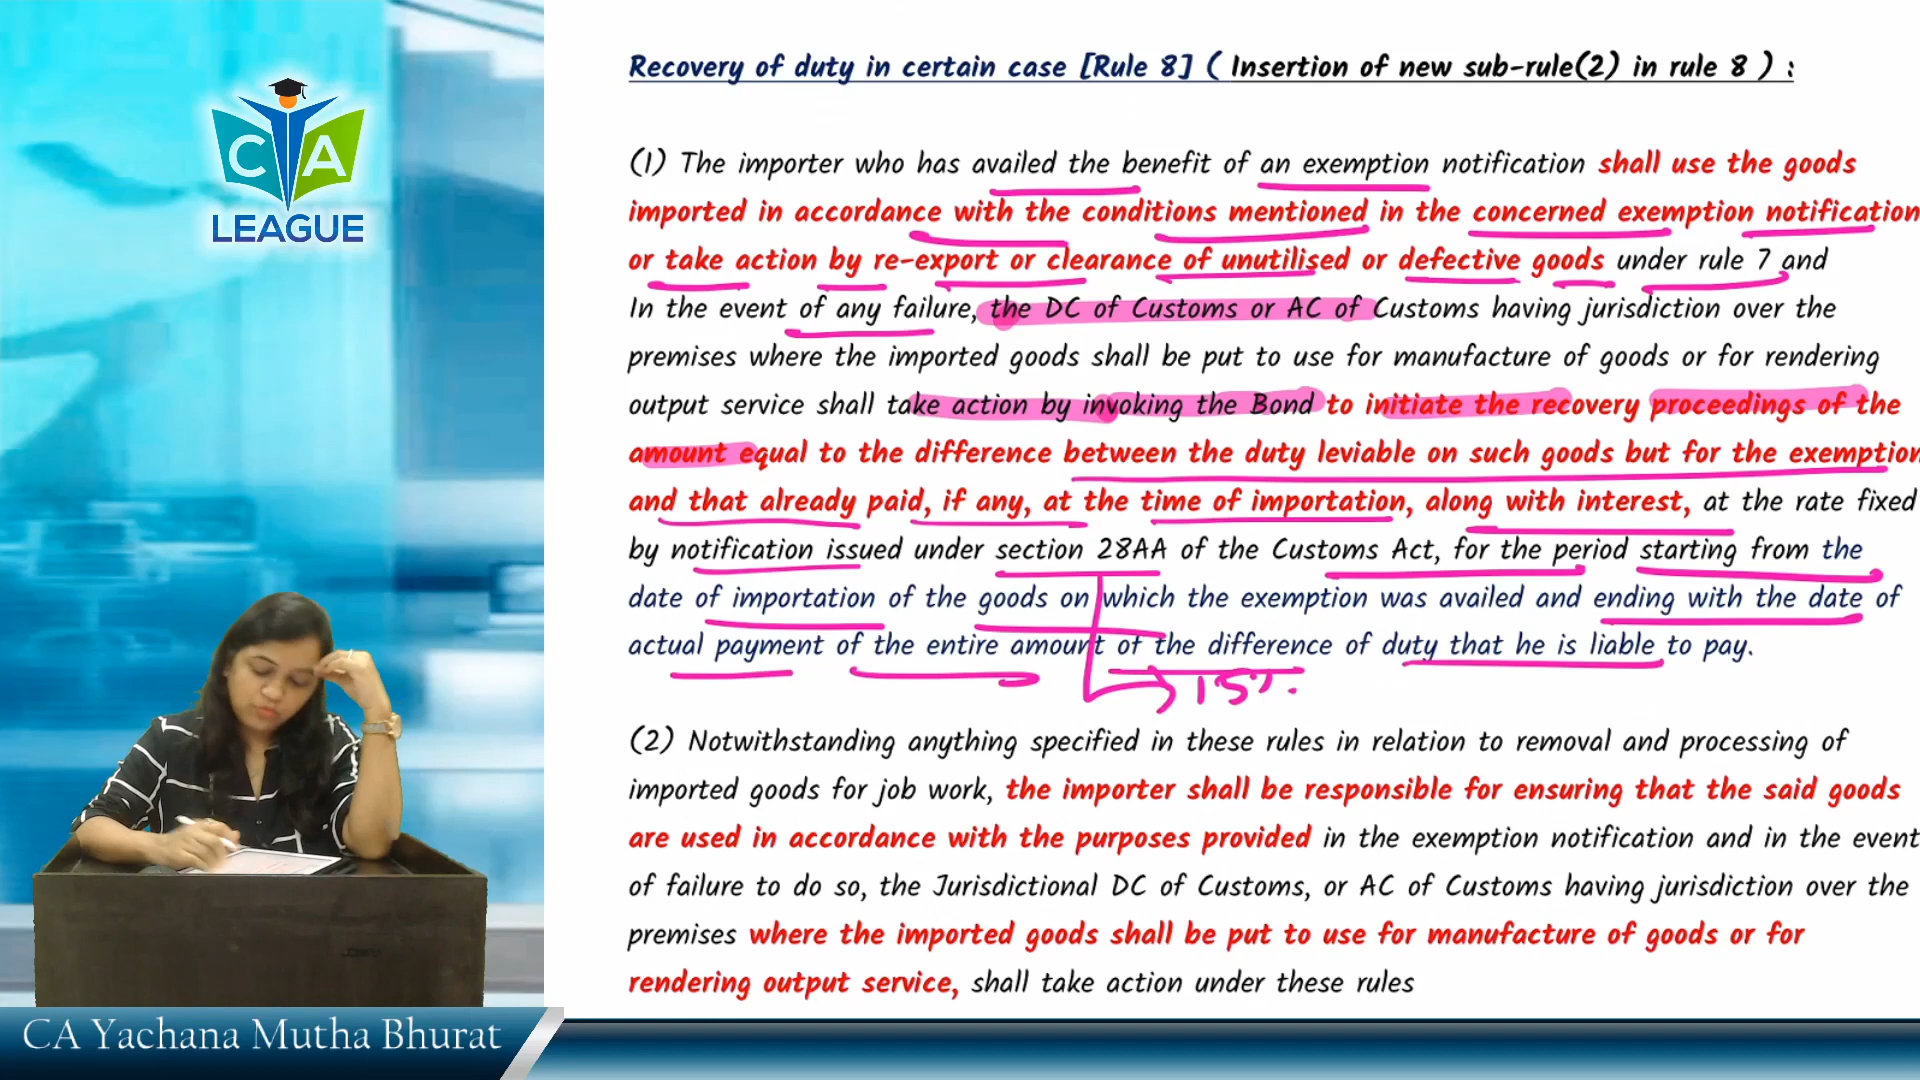 CA
LEAGUE
Recovery of duty in certain case [Rule 8] ( Insertion of new sub-rule(2) in rule 8 ) :
(1) The importer who has availed the benefit of an exemption notification shall use the goods
imported in accordance with the conditions mentioned in the concerned exemption notification
or take action by re-export or clearance of unutilised or defective goods under rule 7 and
In the event of any failure, the DC of Customs or AC of Customs having jurisdiction over the
premises where the imported goods shall be put to use for manufacture of goods or for rendering
output service shall take action by invoking the Bond to initiate the recovery proceedings of the
amount equal to the difference between the duty leviable on such goods but for the exemption
and that already paid, if any, at the time of importation, along with interest, at the rate fixed
by notification issued under section 28AA of the Customs Act, for the period starting from the
date of importation of the goods on which the exemption was availed and ending with the date of
actual payment of the entire amount of the difference of duty that he is liable to pay.
15%.
(2) Notwithstanding anything specified in these rules in relation to removal and processing of
imported goods for job work, the importer shall be responsible for ensuring that the said goods
are used in accordance with the purposes provided in the exemption notification and in the event
of failure to do so, the Jurisdictional DC of Customs, or AC of Customs having jurisdiction over the
premises where the imported goods shall be put to use for manufacture of goods or for
rendering output service, shall take action under these rules
CA Yachana Mutha Bhurat